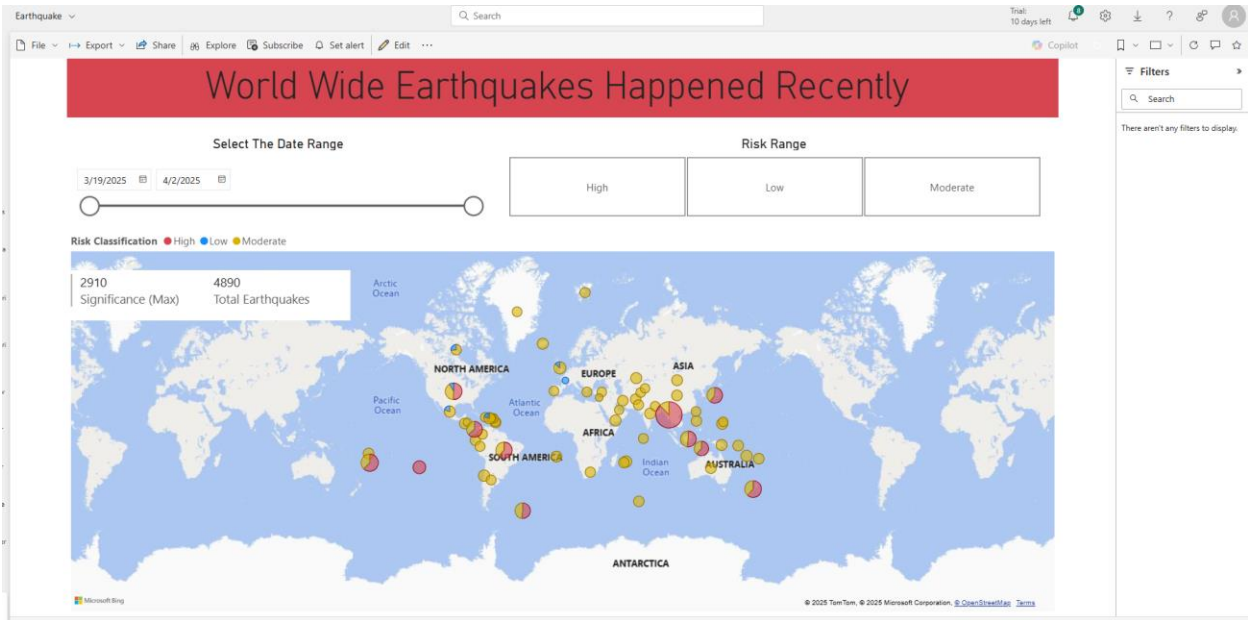 Earthquake
Search
Trial:
10 days left
8
File
Export
Share
Explore
Subscribe
Set alert
Edit
Copilot
World Wide Earthquakes Happened Recently
Filters
Search
There aren't any filters to display.
Select The Date Range
Risk Range
3/19/2025
4/2/2025
High
Low
Moderate
Risk Classification High Low Moderate
2910
Significance (Max)
4890
Total Earthquakes
Arctic
Ocean
NORTH AMERICA
EUROPE
ASIA
Pacific
Ocean
Atlantic
Ocean
AFRICA
SOUTH AMERICA
Indian
Ocean
AUSTRALIA
ANTARCTICA
Microsoft Bing
© 2025 TomTom, © 2025 Microsoft Corporation, © OpenStreetMap Terms